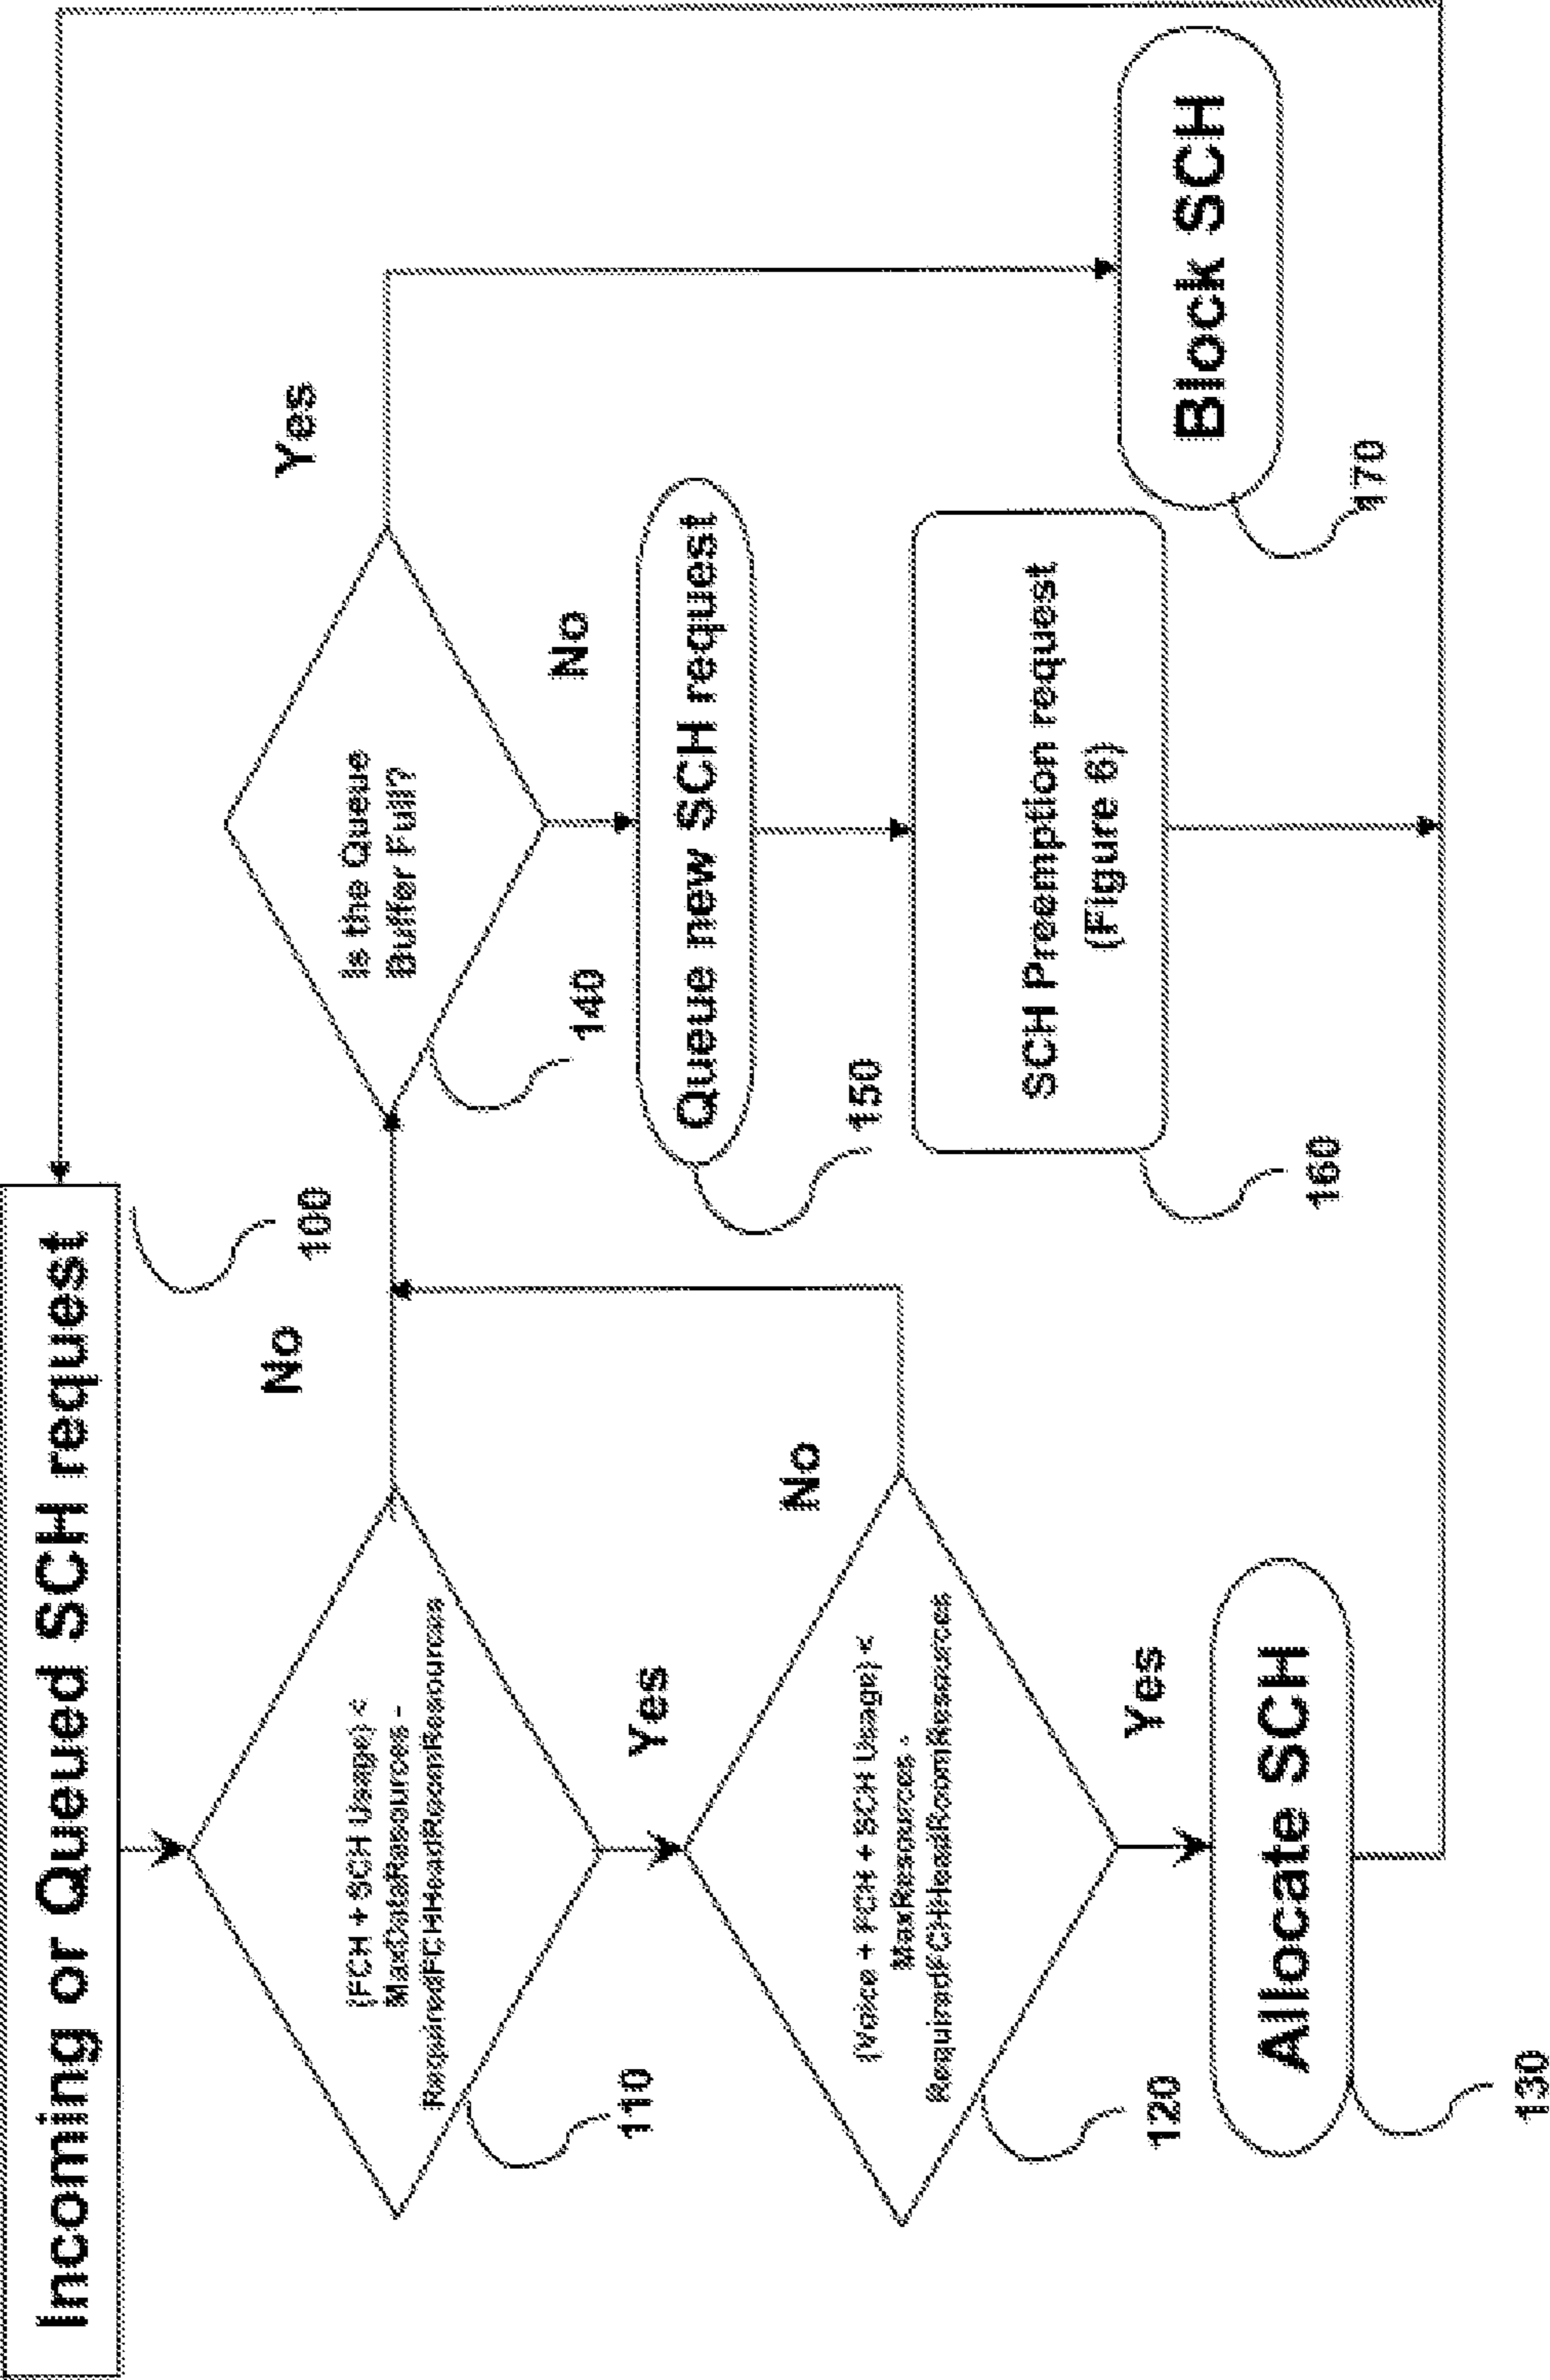 Incoming or Queued SCH request
100
(FCH + SCH Usage) <
MaxDataResources -
RequiredFCHHeadRoomResources
110
No
Yes
(Voice + FCH + SCH Usage) <
MaxResources -
RequiredFCHHeadRoomResources
120
No
Yes
Allocate SCH
130
Is the Queue
Buffer Full?
140
Yes
No
Queue new SCH request
150
SCH Preemption request
(Figure 6)
160
Block SCH
170